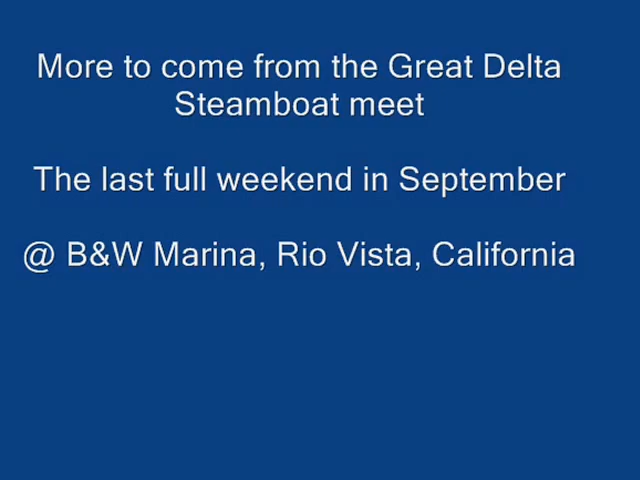 More to come from the Great Delta
Steamboat meet
The last full weekend in September
@ B&W Marina, Rio Vista, California